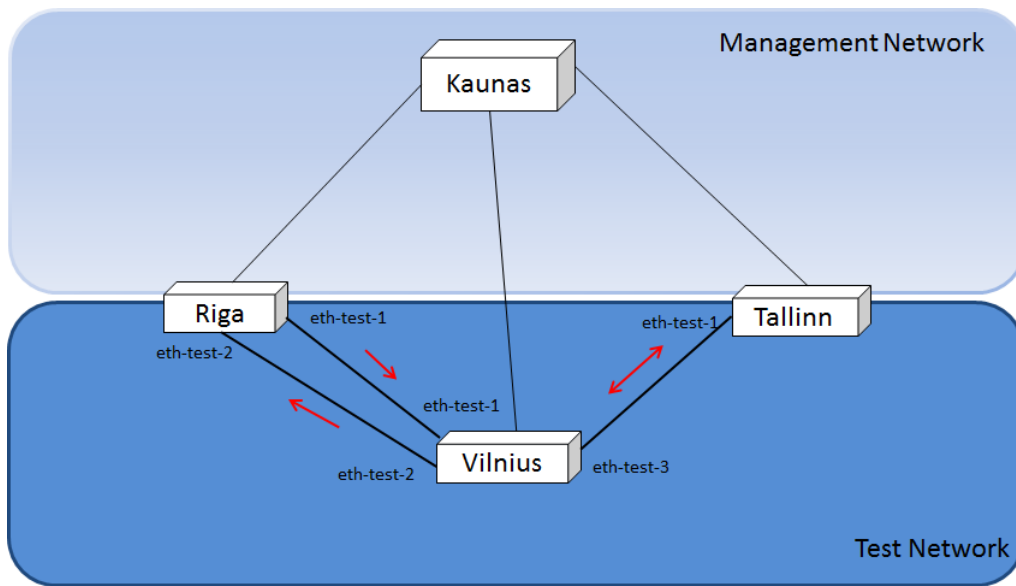 Management Network
Kaunas
Riga
eth-test-1
eth-test-1
Tallinn
eth-test-2
eth-test-1
Vilnius
eth-test-2
eth-test-3
Test Network